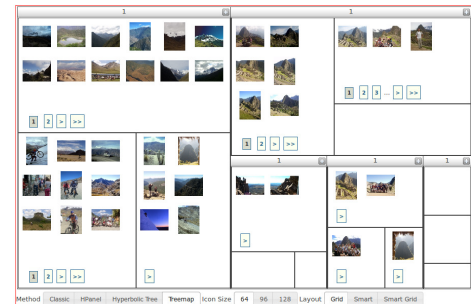 1 1
1 2 3 ... > >>
1 2 > >>
1 2 > >>
1 1 1
>
>
1 2 > >> > > >
Method Classic HPanel Hyperbolic Tree Treemap Icon Size 64 96 128 Layout Grid Smart Smart Grid